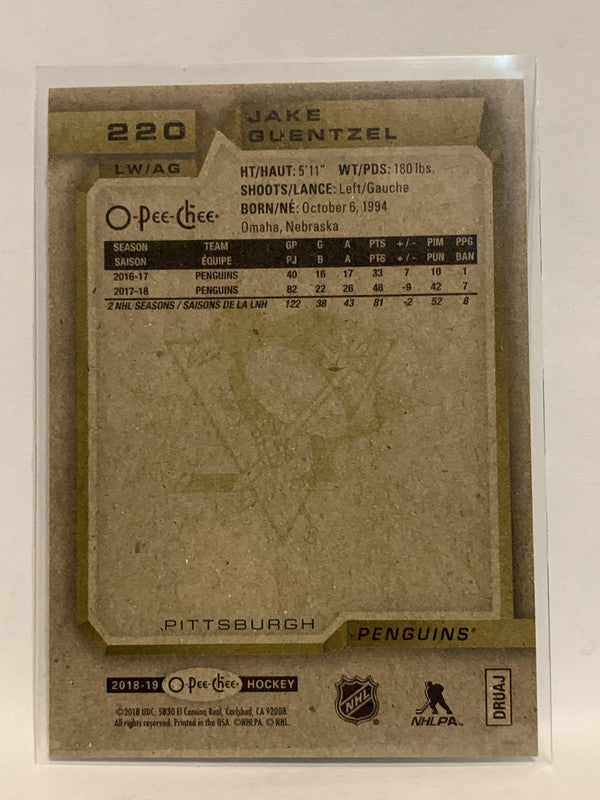 220
JAKE
GUENTZEL
LW/AG
O-Pee-Chee®
HT/HAUT: 5'11" WT/PDS: 180 lbs.
SHOOTS/LANCE: Left/Gauche
BORN/NÉ: October 6, 1994
Omaha, Nebraska
SEASON TEAM GP G A PTS +/- PIM PPG
SAISON ÉQUIPE PJ B A PTS +/- PUN BAN
2016-17 PENGUINS 40 16 17 33 7 10 1
2017-18 PENGUINS 82 22 26 48 -9 42 7
2 NHL SEASONS / SAISONS DE LA LNH 122 38 43 81 -2 52 8
PITTSBURGH
PENGUINS®
2018-19 O-Pee-Chee® HOCKEY
©2018 UDC. 5830 El Camino Real, Carlsbad, CA 92008.
All rights reserved. Printed in the USA. ©NHLPA. © NHL.
NHL
NHLPA™
DRUAJ